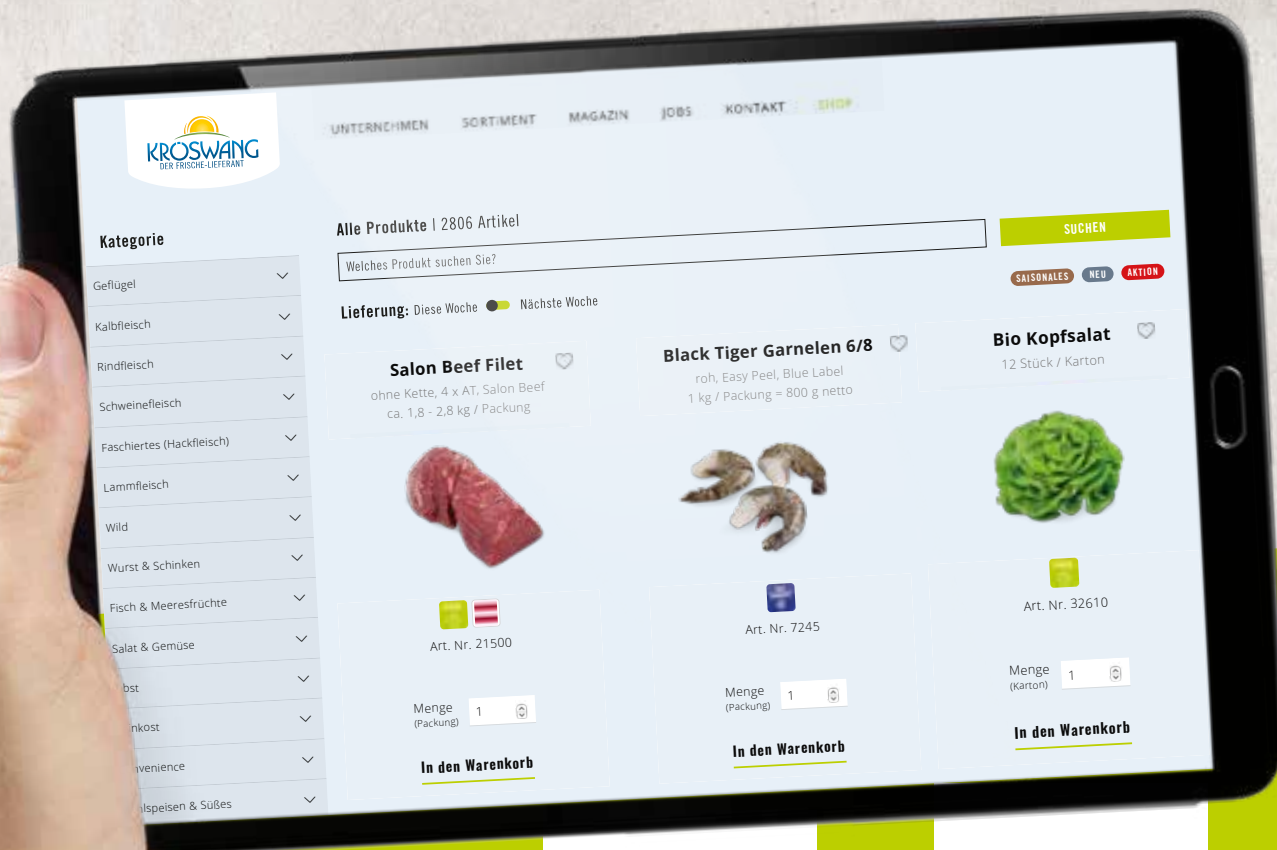 UNTERNEHMEN SORTIMENT MAGAZIN JOBS KONTAKT SHOP
KRÖSWANG
DER FRISCHE-LIEFERANT
Kategorie
Geflügel
Kalbfleisch
Rindfleisch
Schweinefleisch
Faschiertes (Hackfleisch)
Lammfleisch
Wild
Wurst & Schinken
Fisch & Meeresfrüchte
Salat & Gemüse
bst
nkost
venience
lspeisen & Süßes
Alle Produkte | 2806 Artikel
Welches Produkt suchen Sie?
SUCHEN
SAISONALES NEU AKTION
Lieferung: Diese Woche Nächste Woche
Salon Beef Filet
ohne Kette, 4 x AT, Salon Beef
ca. 1,8 - 2,8 kg / Packung
Art. Nr. 21500
Menge 1
(Packung)
In den Warenkorb
Black Tiger Garnelen 6/8
roh, Easy Peel, Blue Label
1 kg / Packung = 800 g netto
Art. Nr. 7245
Menge 1
(Packung)
In den Warenkorb
Bio Kopfsalat
12 Stück / Karton
Art. Nr. 32610
Menge 1
(Karton)
In den Warenkorb